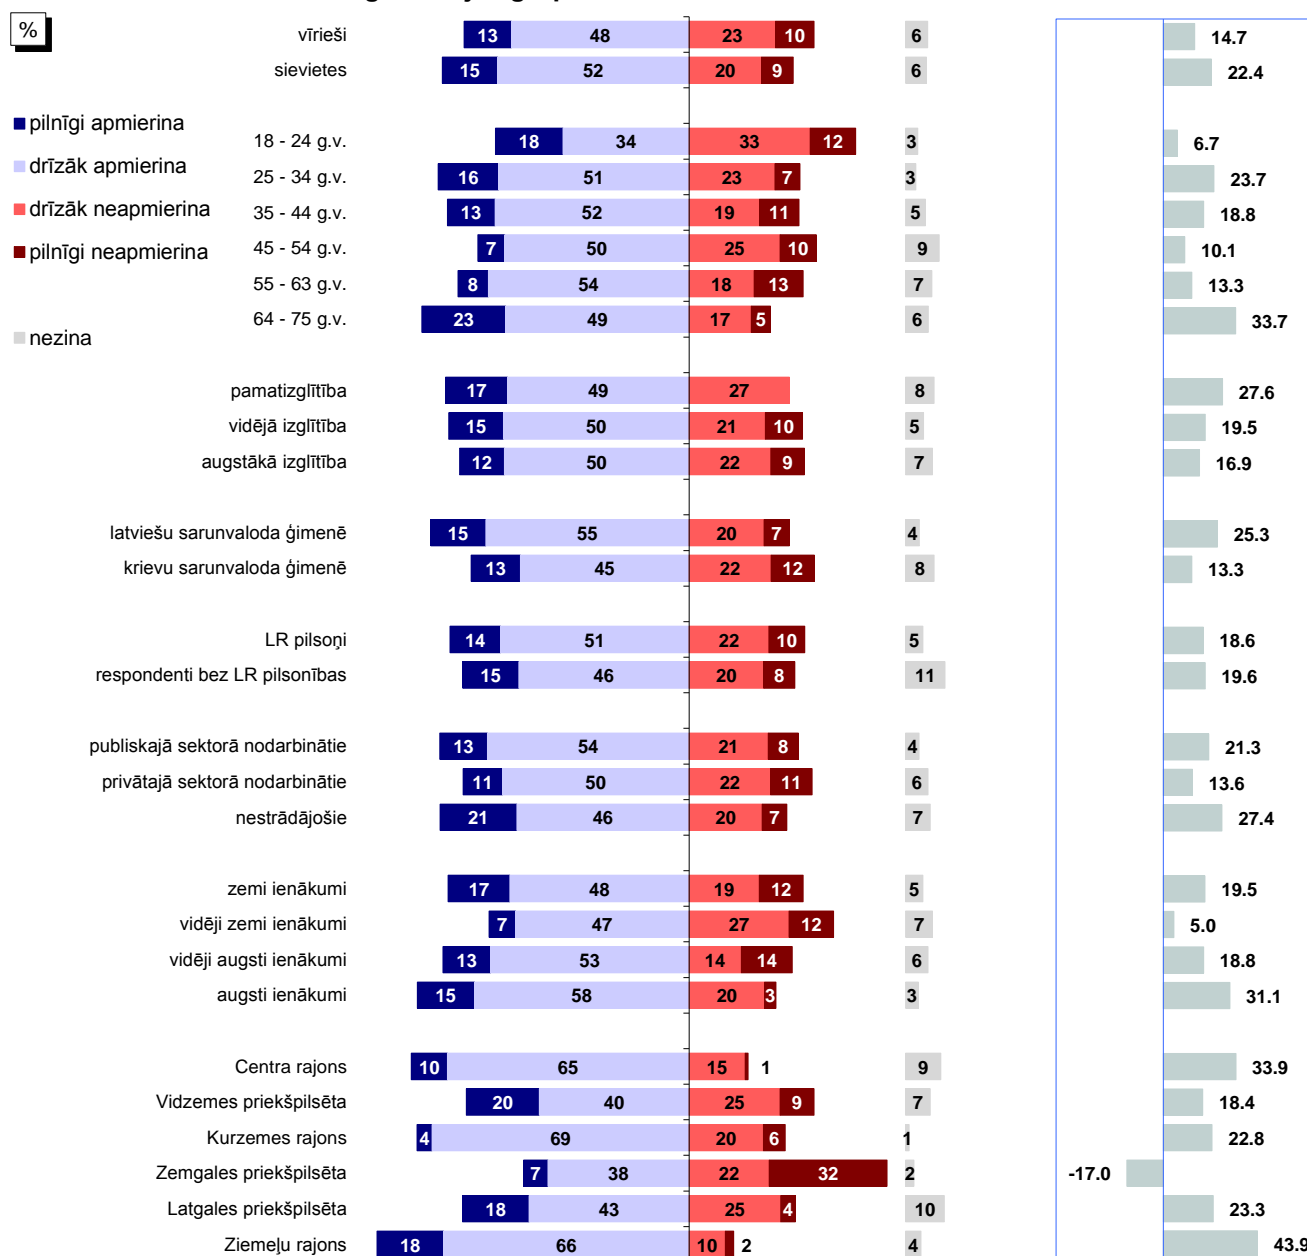 %
vīrieši 13 48 23 10 6 14.7
sievietes 15 52 20 9 6 22.4
pilnīgi apmierina
drīzāk apmierina
drīzāk neapmierina
pilnīgi neapmierina
nezina
18 - 24 g.v. 18 34 33 12 3 6.7
25 - 34 g.v. 16 51 23 7 3 23.7
35 - 44 g.v. 13 52 19 11 5 18.8
45 - 54 g.v. 7 50 25 10 9 10.1
55 - 63 g.v. 8 54 18 13 7 13.3
64 - 75 g.v. 23 49 17 5 6 33.7
pamatizglītība 17 49 27 8 27.6
vidējā izglītība 15 50 21 10 5 19.5
augstākā izglītība 12 50 22 9 7 16.9
latviešu sarunvaloda ģimenē 15 55 20 7 4 25.3
krievu sarunvaloda ģimenē 13 45 22 12 8 13.3
LR pilsoņi 14 51 22 10 5 18.6
respondenti bez LR pilsonības 15 46 20 8 11 19.6
publiskajā sektorā nodarbinātie 13 54 21 8 4 21.3
privātajā sektorā nodarbinātie 11 50 22 11 6 13.6
nestrādājošie 21 46 20 7 7 27.4
zemi ienākumi 17 48 19 12 5 19.5
vidēji zemi ienākumi 7 47 27 12 7 5.0
vidēji augsti ienākumi 13 53 14 14 6 18.8
augsti ienākumi 15 58 20 3 3 31.1
Centra rajons 10 65 15 1 9 33.9
Vidzemes priekšpilsēta 20 40 25 9 7 18.4
Kurzemes rajons 4 69 20 6 1 22.8
Zemgales priekšpilsēta 7 38 22 32 2 -17.0
Latgales priekšpilsēta 18 43 25 4 10 23.3
Ziemeļu rajons 18 66 10 2 4 43.9